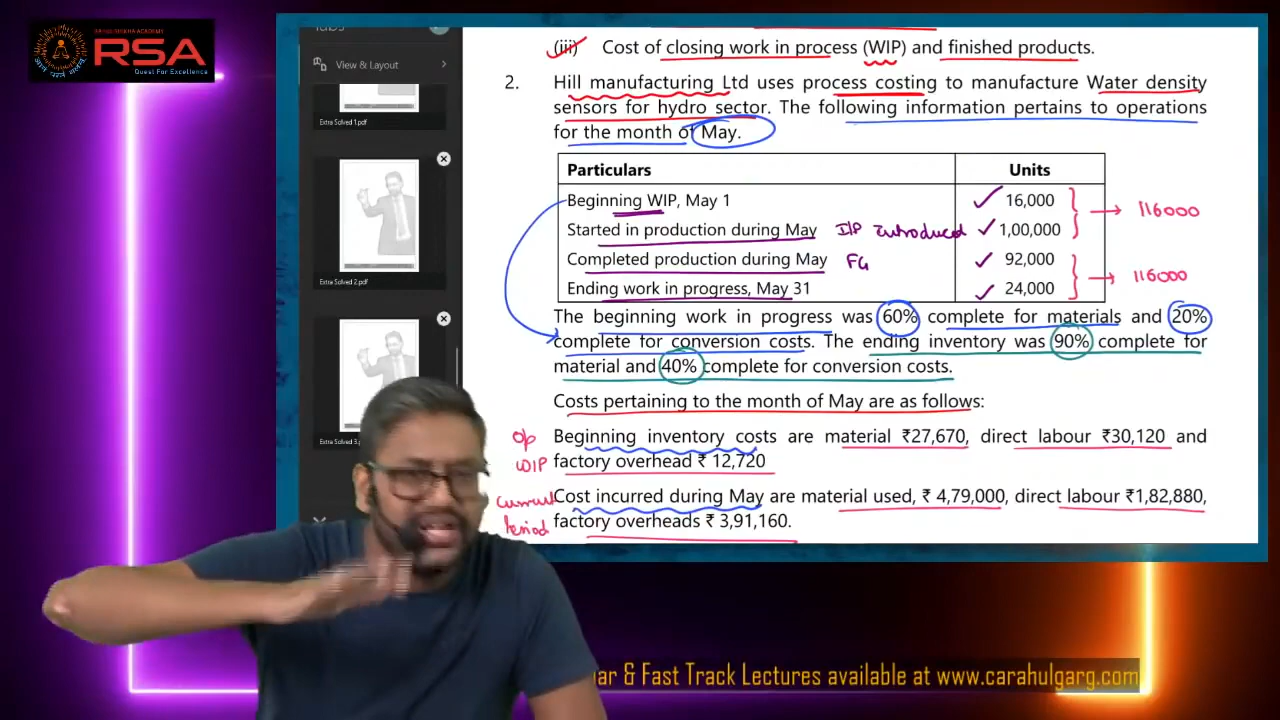 RAHUL SUKHA ACADEMY
RSA
Quest For Excellence
Tabs
View & Layout
Extra Solved 1.pdf
Extra Solved 2.pdf
Extra Solved 3.pdf
(iii) Cost of closing work in process (WIP) and finished products.
2. Hill manufacturing Ltd uses process costing to manufacture Water density
sensors for hydro sector. The following information pertains to operations
for the month of May.
Particulars Units
Beginning WIP, May 1 16,000
Started in production during May I/P introduced 1,00,000
116000
Completed production during May FG 92,000
Ending work in progress, May 31 24,000
116000
The beginning work in progress was 60% complete for materials and 20%
complete for conversion costs. The ending inventory was 90% complete for
material and 40% complete for conversion costs.
Costs pertaining to the month of May are as follows:
O/p WIP
Beginning inventory costs are material ₹27,670, direct labour ₹30,120 and
factory overhead ₹ 12,720
current Period
Cost incurred during May are material used, ₹ 4,79,000, direct labour ₹1,82,880,
factory overheads ₹ 3,91,160.
& Fast Track Lectures available at www.carahulgarg.com